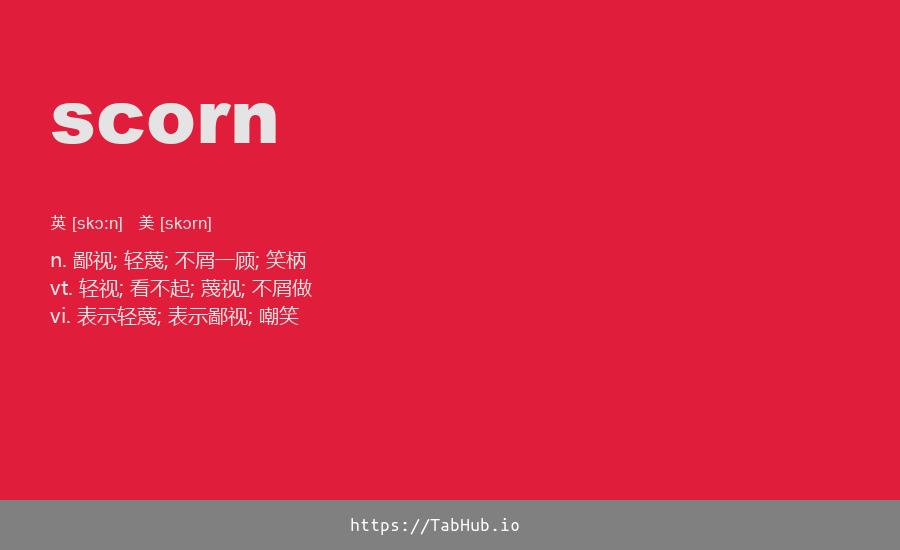 scorn
英 [skɔːn] 美 [skɔrn]
n. 鄙视; 轻蔑; 不屑一顾; 笑柄
vt. 轻视; 看不起; 蔑视; 不屑做
vi. 表示轻蔑; 表示鄙视; 嘲笑
https://TabHub.io